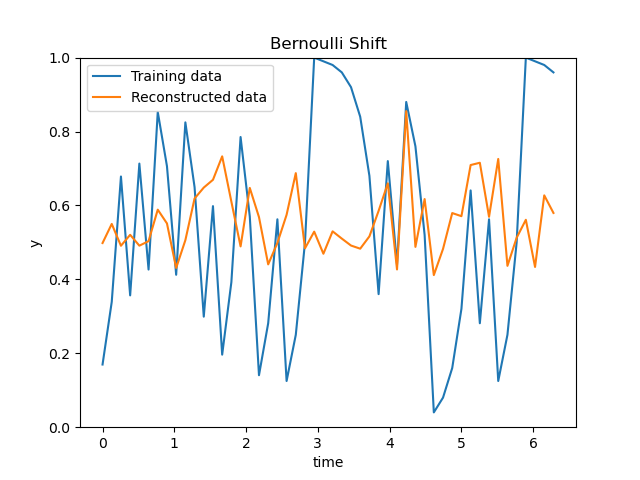 Bernoulli Shift
Training data
Reconstructed data
y
1.0
0.8
0.6
0.4
0.2
0.0
0 1 2 3 4 5 6
time